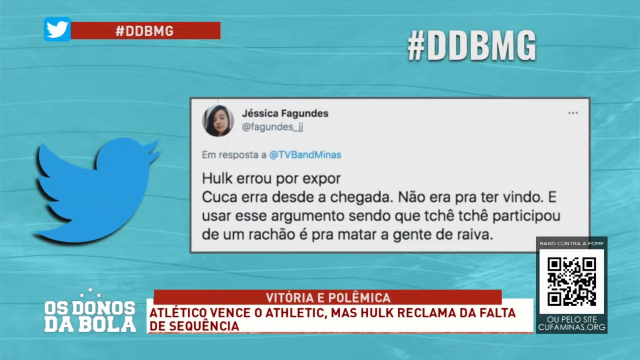 #DDBMG
#DDBMG
Jéssica Fagundes
@fagundes_jj
Em resposta a @TVBandMinas
Hulk errou por expor
Cuca erra desde a chegada. Não era pra ter vindo. E
usar esse argumento sendo que tchê tchê participou
de um rachão é pra matar a gente de raiva.
BAND CONTRA A FOME
OU PELO SITE
CUFAMINAS.ORG
VITÓRIA E POLÊMICA
OS DONOS
DA BOLA
ATLÉTICO VENCE O ATHLETIC, MAS HULK RECLAMA DA FALTA
DE SEQUÊNCIA